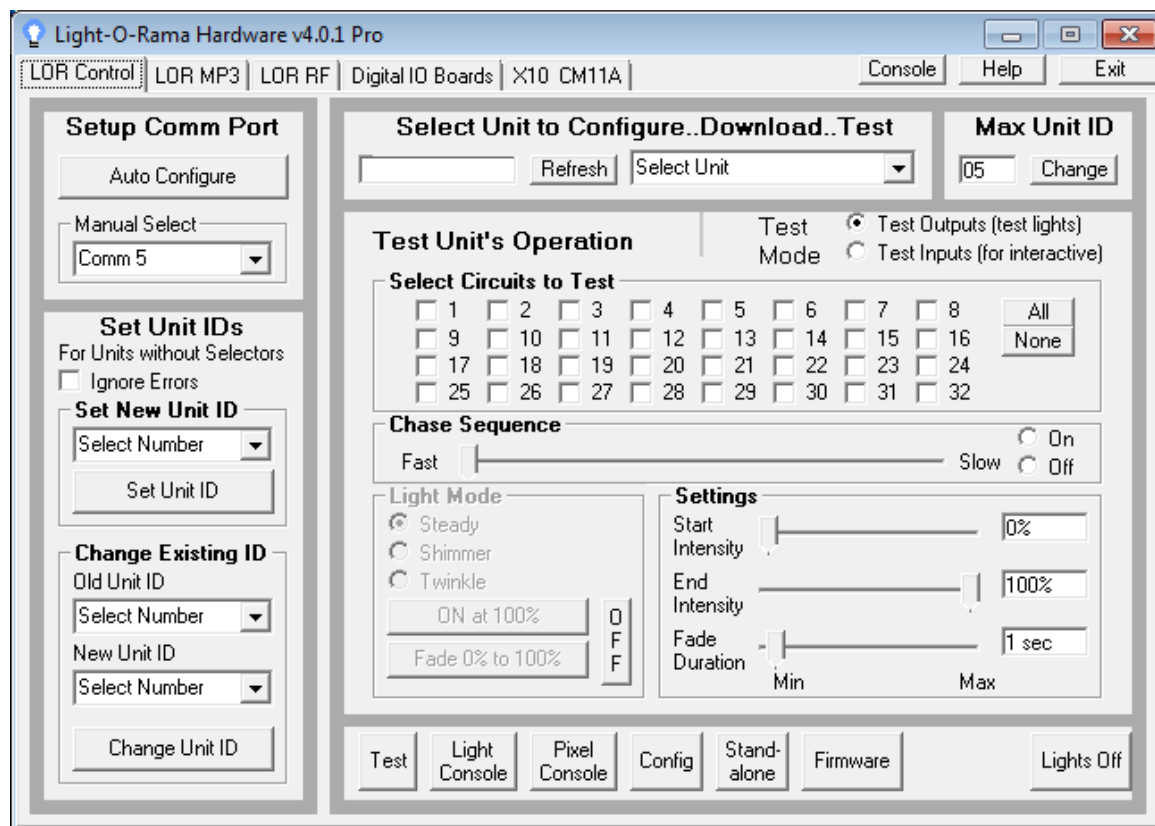 Light-O-Rama Hardware v4.0.1 Pro
LOR Control LOR MP3 LOR RF Digital IO Boards X10 CM11A Console Help Exit
Setup Comm Port
Auto Configure
Manual Select
Comm 5
Set Unit IDs
For Units without Selectors
Ignore Errors
Set New Unit ID
Select Number
Set Unit ID
Change Existing ID
Old Unit ID
Select Number
New Unit ID
Select Number
Change Unit ID
Select Unit to Configure..Download..Test
Refresh Select Unit
Max Unit ID
05 Change
Test Unit's Operation
Test Mode
Test Outputs (test lights)
Test Inputs (for interactive)
Select Circuits to Test
1 2 3 4 5 6 7 8 All
9 10 11 12 13 14 15 16 None
17 18 19 20 21 22 23 24
25 26 27 28 29 30 31 32
Chase Sequence
Fast Slow
On
Off
Light Mode
Steady
Shimmer
Twinkle
ON at 100%
Fade 0% to 100%
OFF
Settings
Start Intensity 0%
End Intensity 100%
Fade Duration 1 sec
Min Max
Test
Light Console
Pixel Console
Config
Stand-alone
Firmware
Lights Off